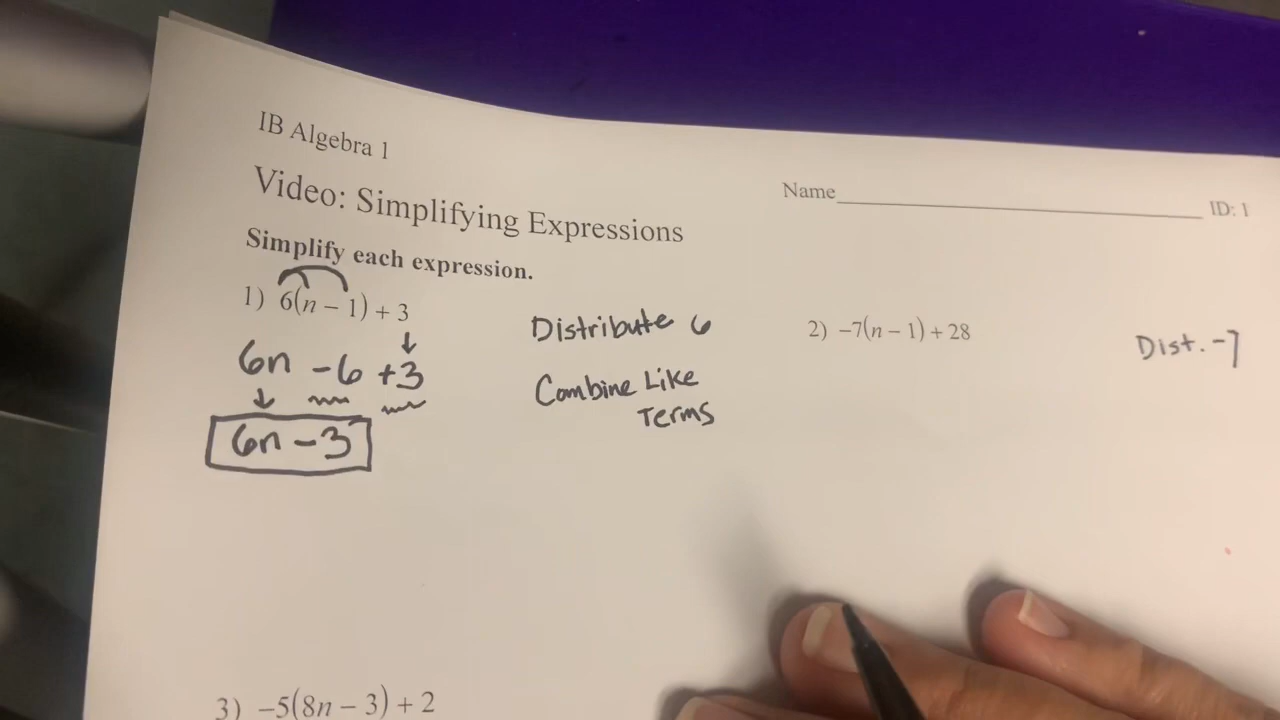 IB Algebra 1
Name ID: 1
Video: Simplifying Expressions
Simplify each expression.
1) 6(n − 1) + 3
6n − 6 + 3
6n − 3
Distribute 6
Combine Like
Terms
2) −7(n − 1) + 28
Dist. −7
3) −5(8n − 3) + 2